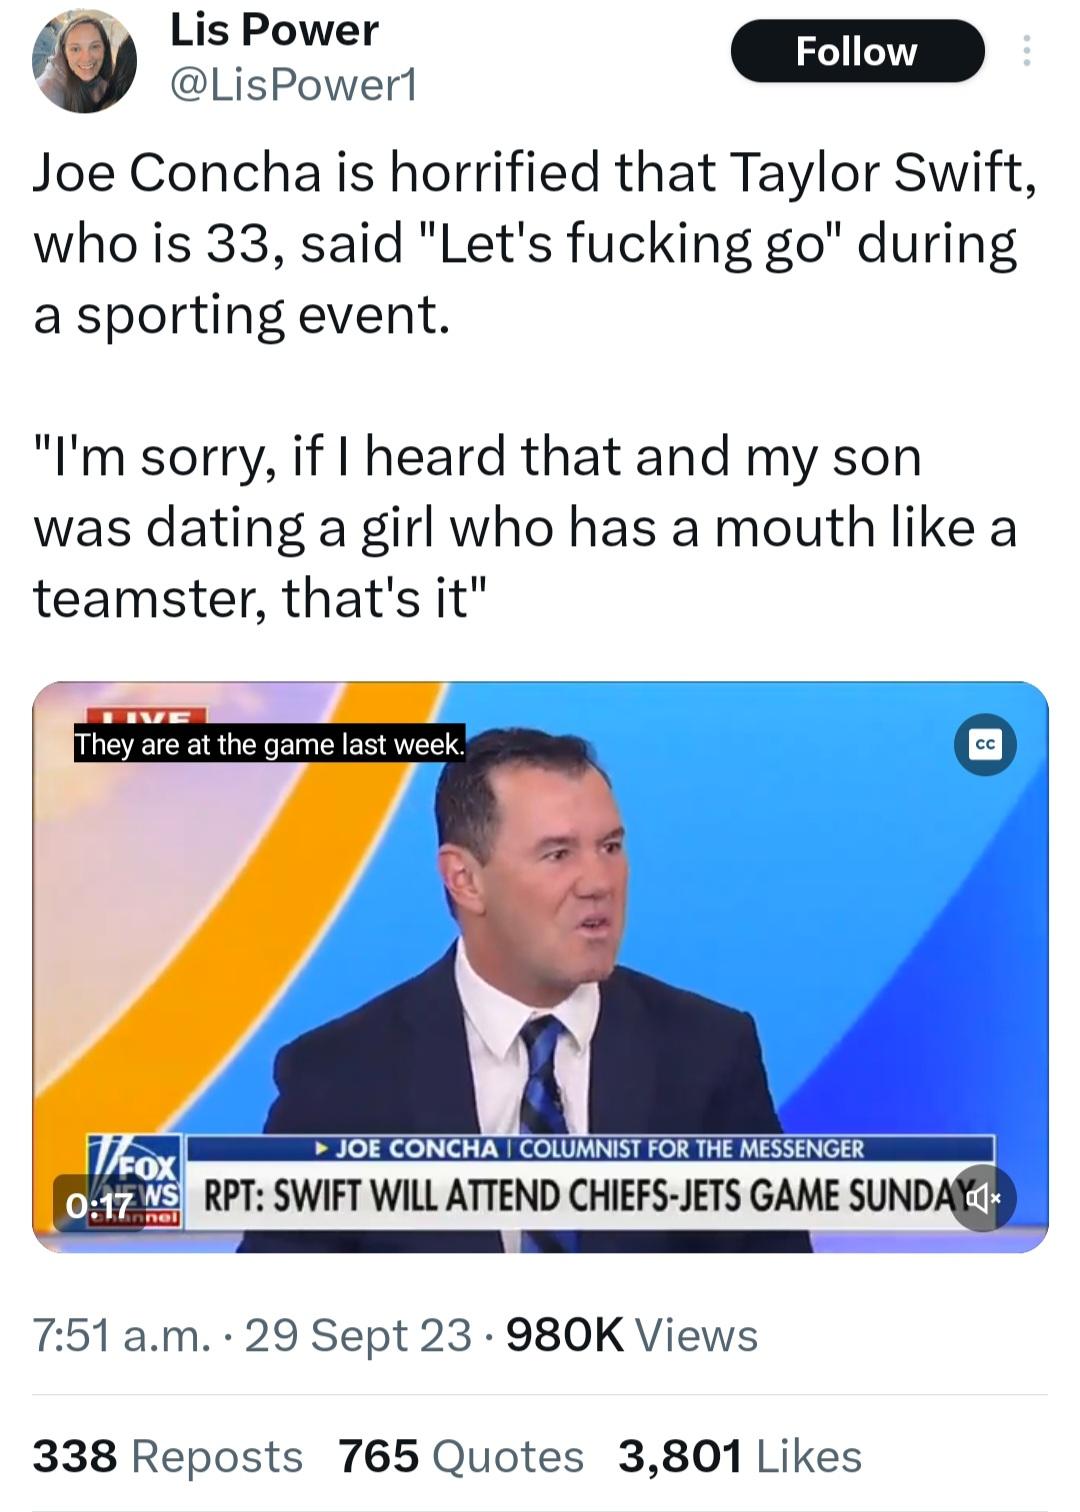 Lis Power
@LisPower1
Follow
Joe Concha is horrified that Taylor Swift,
who is 33, said "Let's fucking go" during
a sporting event.
"I'm sorry, if I heard that and my son
was dating a girl who has a mouth like a
teamster, that's it"
LIVE
They are at the game last week.
CC
JOE CONCHA | COLUMNIST FOR THE MESSENGER
FOX
NEWS
channel
0:17
RPT: SWIFT WILL ATTEND CHIEFS-JETS GAME SUNDAY
7:51 a.m. · 29 Sept 23 · 980K Views
338 Reposts 765 Quotes 3,801 Likes